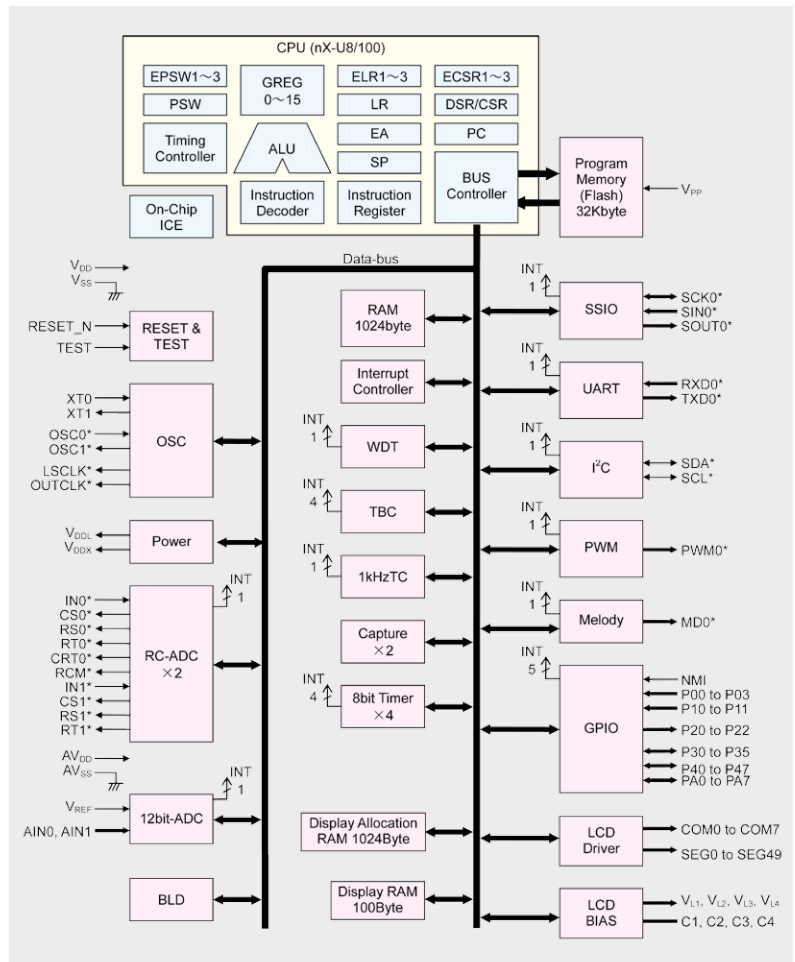 CPU (nX-U8/100)
EPSW1～3
GREG
0～15
ELR1～3
ECSR1～3
PSW
LR
DSR/CSR
Timing
Controller
ALU
EA
PC
SP
BUS
Controller
Instruction
Decoder
Instruction
Register
On-Chip
ICE
Program
Memory
(Flash)
32Kbyte
VPP
Data-bus
VDD
VSS
RESET_N
TEST
RESET &
TEST
XT0
XT1
OSC0*
OSC1*
LSCLK*
OUTCLK*
OSC
VDDL
VDDX
Power
IN0*
CS0*
RS0*
RT0*
CRT0*
RCM*
IN1*
CS1*
RS1*
RT1*
RC-ADC
×2
INT
1
AVDD
AVSS
VREF
AIN0, AIN1
12bit-ADC
INT
1
BLD
RAM
1024byte
Interrupt
Controller
INT
1
WDT
INT
4
TBC
INT
1
1kHzTC
Capture
×2
INT
4
8bit Timer
×4
Display Allocation
RAM 1024Byte
Display RAM
100Byte
INT
1
SSIO
SCK0*
SIN0*
SOUT0*
INT
1
UART
RXD0*
TXD0*
INT
1
I²C
SDA*
SCL*
INT
1
PWM
PWM0*
INT
1
Melody
MD0*
INT
5
GPIO
NMI
P00 to P03
P10 to P11
P20 to P22
P30 to P35
P40 to P47
PA0 to PA7
LCD
Driver
COM0 to COM7
SEG0 to SEG49
LCD
BIAS
VL1, VL2, VL3, VL4
C1, C2, C3, C4